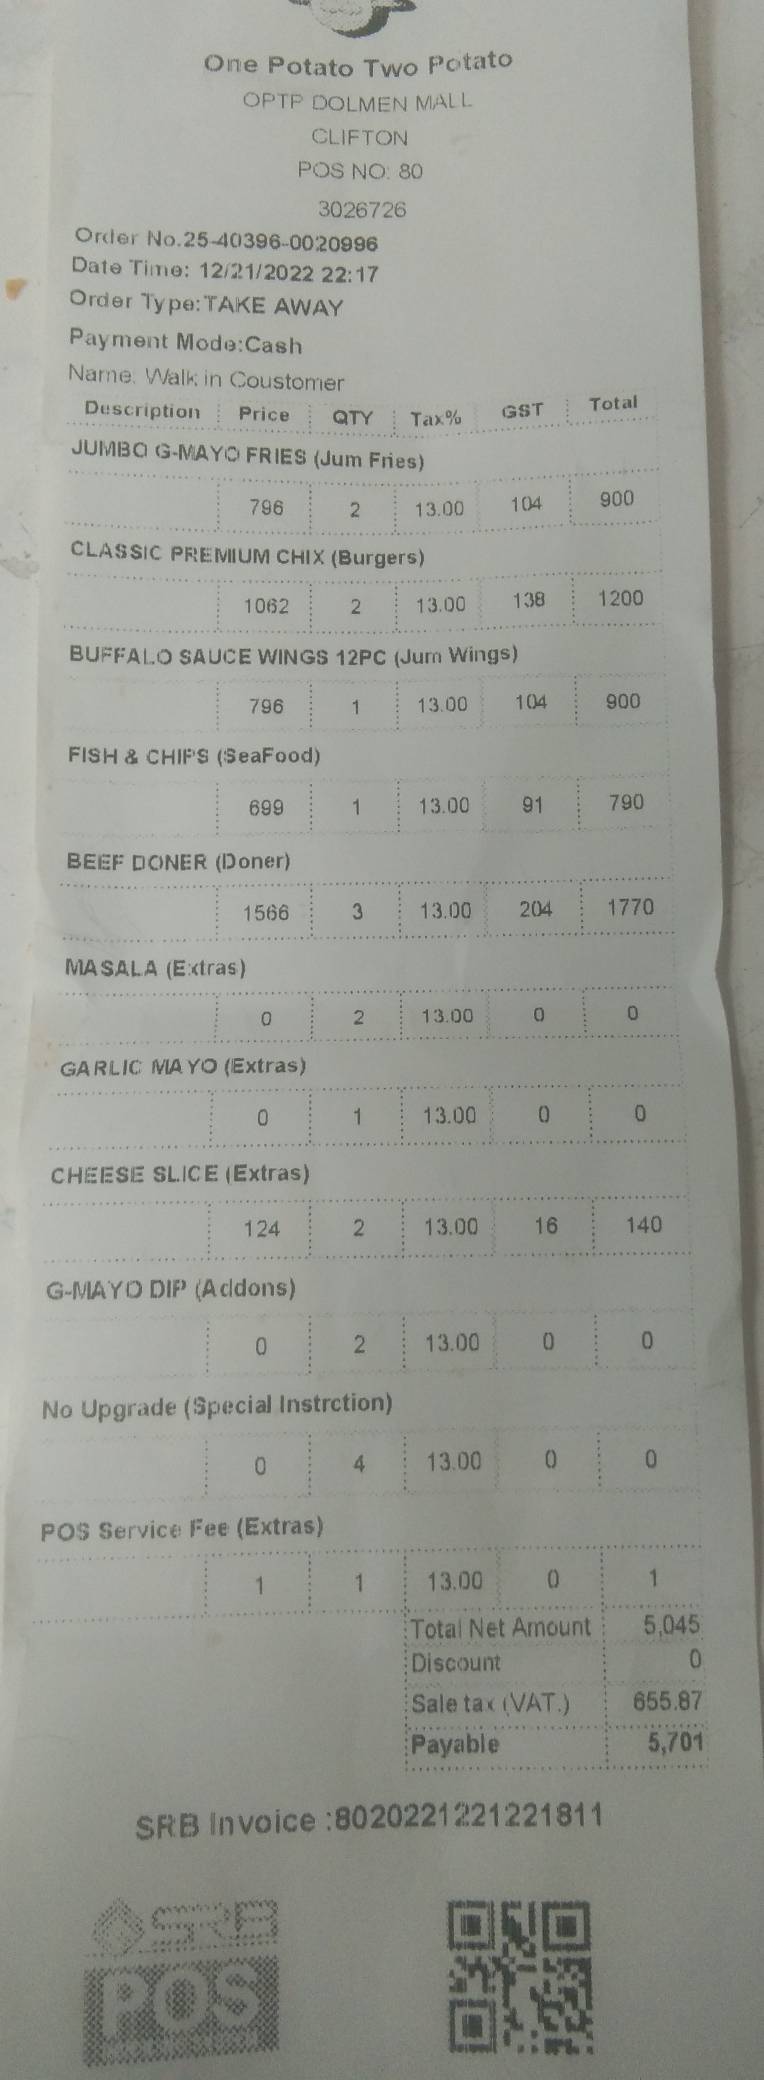 One Potato Two Potato
OPTP DOLMEN MALL
CLIFTON
POS NO: 80
3026726
Order No.25-40396-0020996
Date Time: 12/21/2022 22:17
Order Type:TAKE AWAY
Payment Mode:Cash
Name: Walk in Coustomer
Description Price QTY Tax% GST Total
JUMBO G-MAYO FRIES (Jum Fries)
796 2 13.00 104 900
CLASSIC PREMIUM CHIX (Burgers)
1062 2 13.00 138 1200
BUFFALO SAUCE WINGS 12PC (Jum Wings)
796 1 13.00 104 900
FISH & CHIPS (SeaFood)
699 1 13.00 91 790
BEEF DONER (Doner)
1566 3 13.00 204 1770
MASALA (Extras)
0 2 13.00 0 0
GARLIC MAYO (Extras)
0 1 13.00 0 0
CHEESE SLICE (Extras)
124 2 13.00 16 140
G-MAYO DIP (Addons)
0 2 13.00 0 0
No Upgrade (Special Instrction)
0 4 13.00 0 0
POS Service Fee (Extras)
1 1 13.00 0 1
Total Net Amount 5,045
Discount 0
Sale tax (VAT.) 655.87
Payable 5,701
SRB Invoice :8020221221221811
SRB
POS